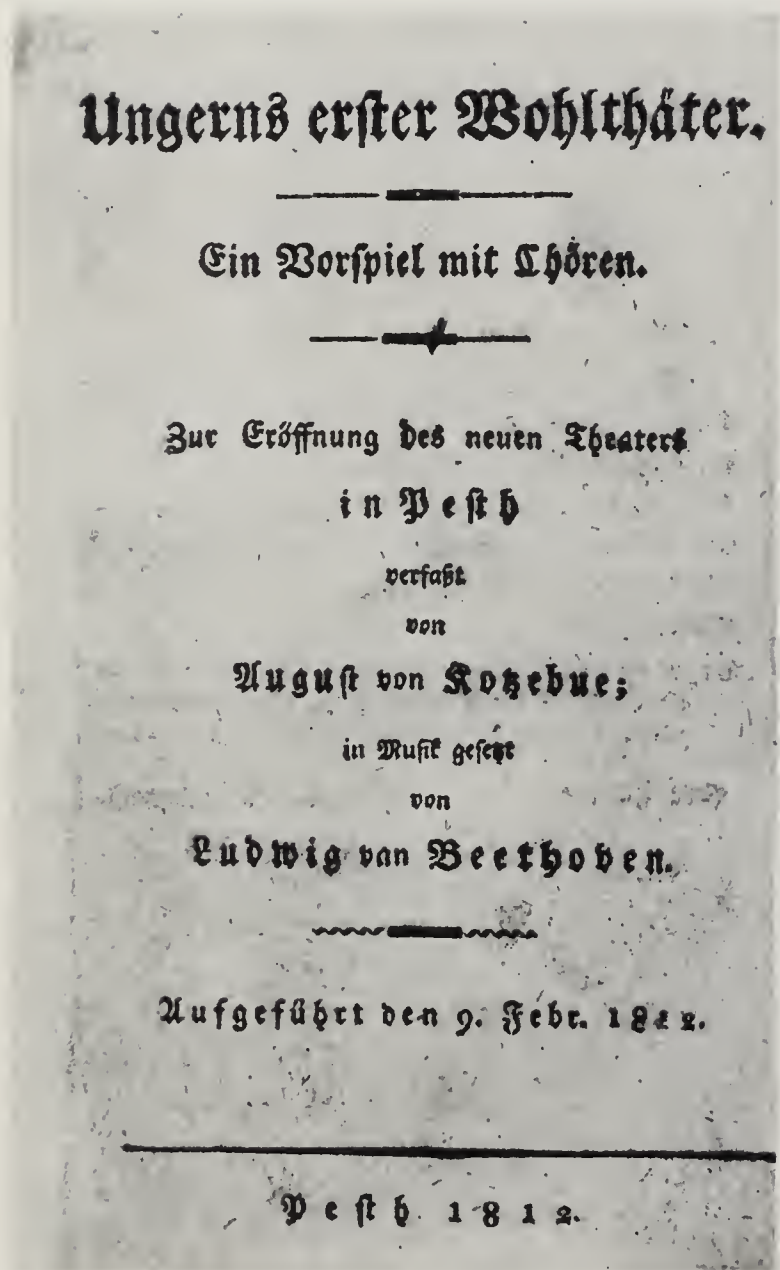 Ungerns erster Wohlthäter.
Ein Vorspiel mit Chören.
Zur Eröffnung des neuen Theaters
in Pesth
verfaßt
von
August von Kotzebue;
in Musik gesetzt
von
Ludwig van Beethoven.
Aufgeführt den 9. Febr. 1812.
Pesth 1812.